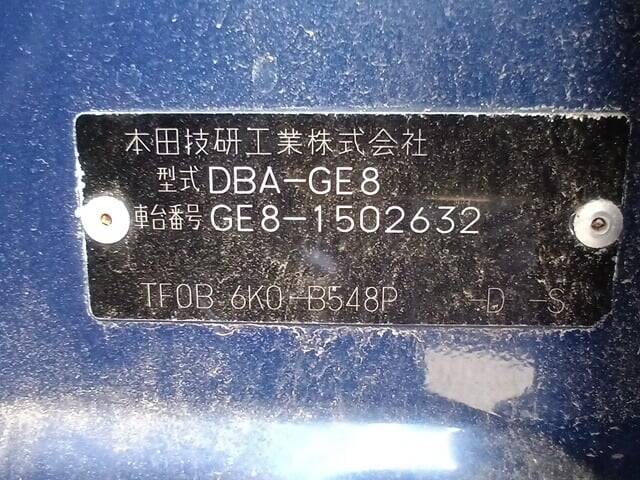 本田技研工業株式会社
型式 DBA-GE8
車台番号 GE8-1502632
TF0B 6K0-B548P -D -S